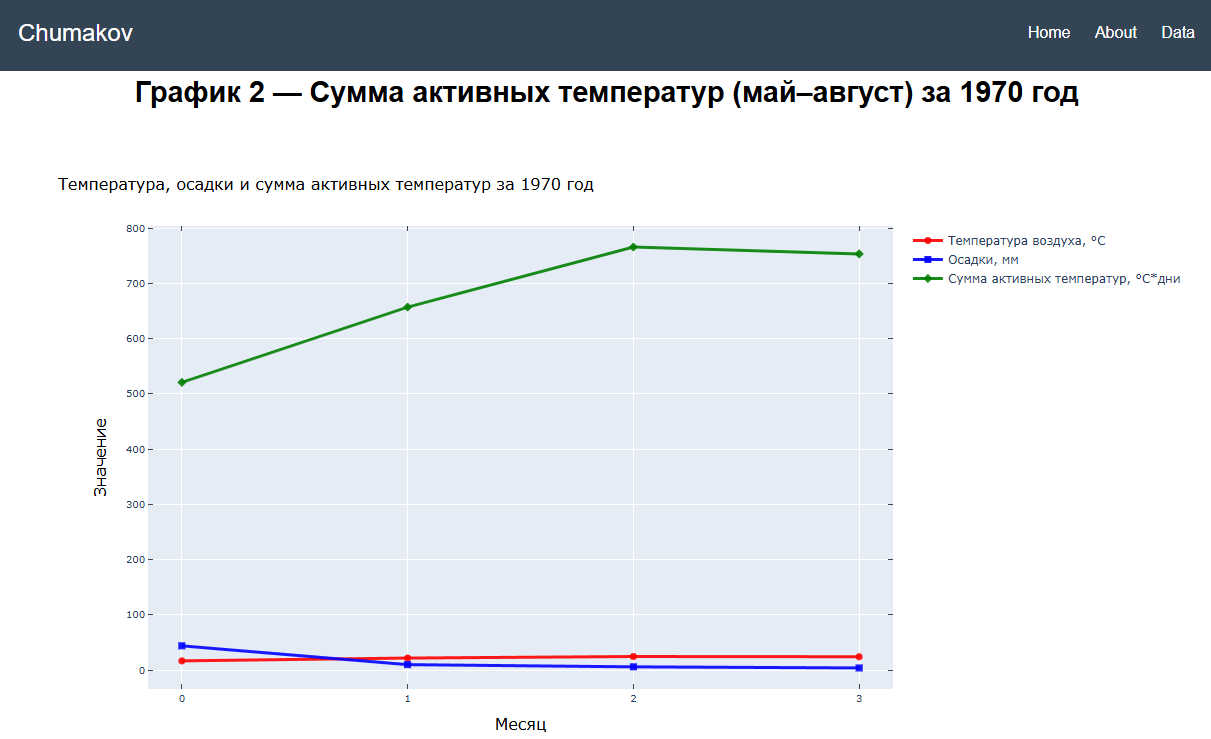 Chumakov
Home About Data
График 2 — Сумма активных температур (май–август) за 1970 год
Температура, осадки и сумма активных температур за 1970 год
800
700
600
500
400
300
200
100
0
Значение
0 1 2 3
Месяц
Температура воздуха, °C
Осадки, мм
Сумма активных температур, °C*дни